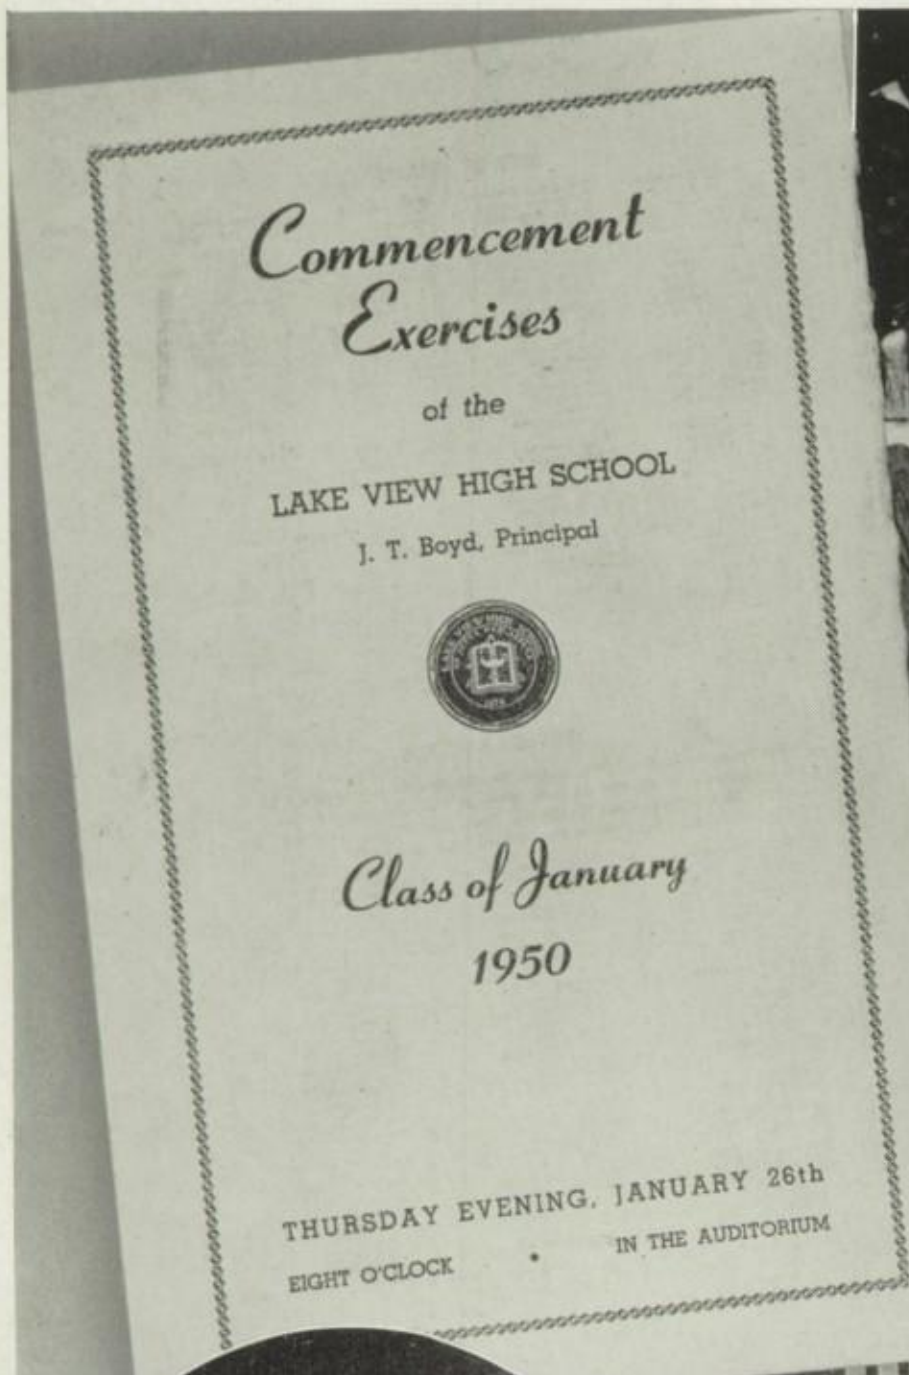 Commencement
Exercises
of the
LAKE VIEW HIGH SCHOOL
J. T. Boyd, Principal
Class of January
1950
THURSDAY EVENING, JANUARY 26th
EIGHT O'CLOCK • IN THE AUDITORIUM